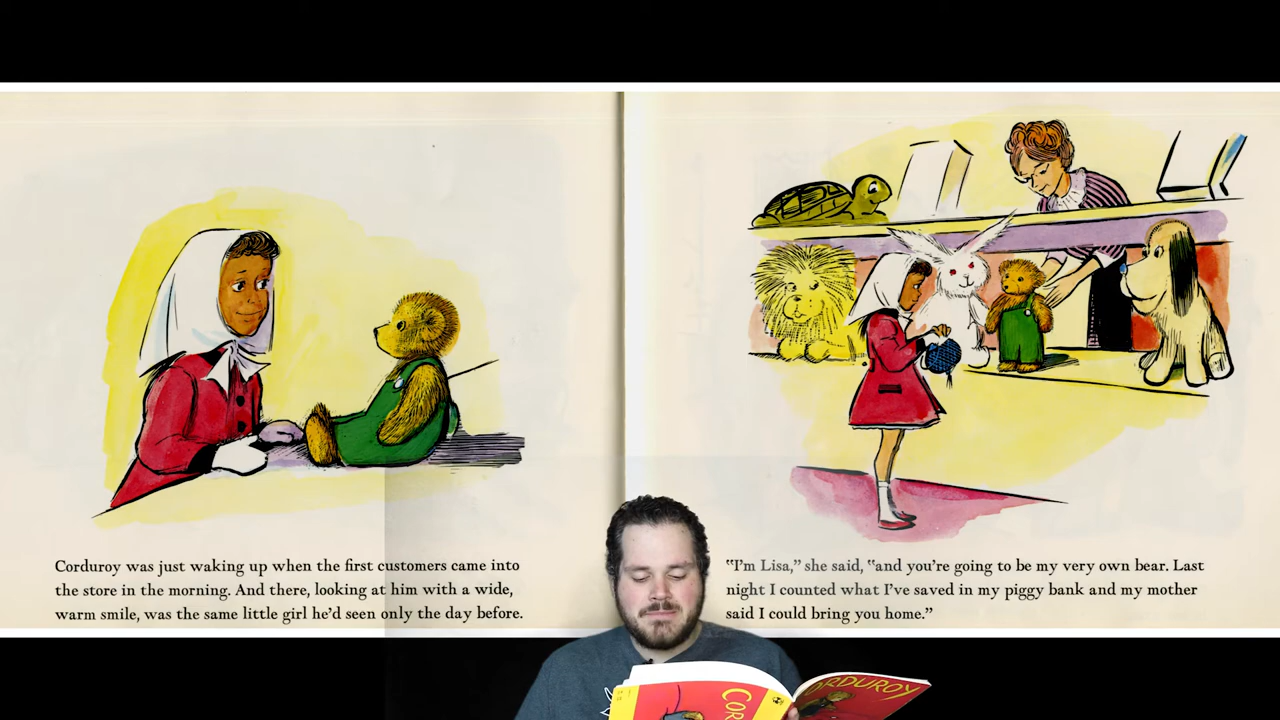 Corduroy was just waking up when the first customers came into
the store in the morning. And there, looking at him with a wide,
warm smile, was the same little girl he'd seen only the day before.
"I'm Lisa," she said, "and you're going to be my very own bear. Last
night I counted what I've saved in my piggy bank and my mother
said I could bring you home."
COR
CORDUROY